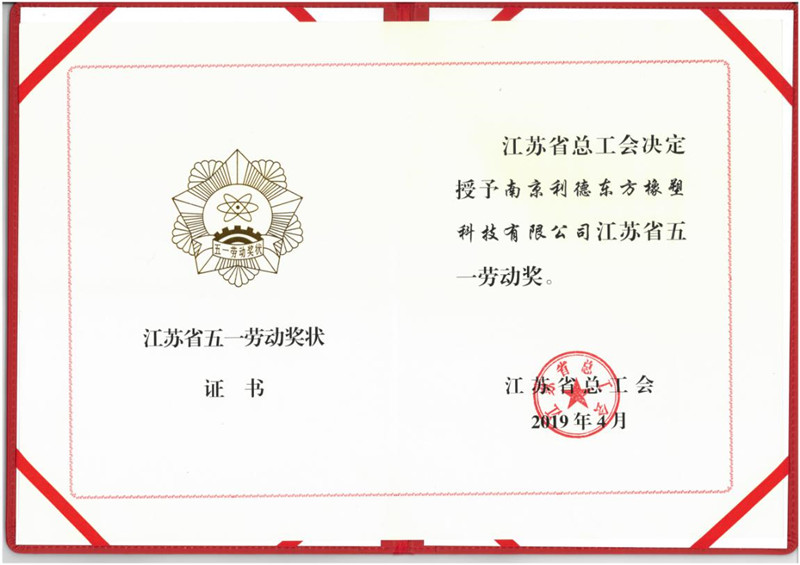 五一劳动奖状
江苏省五一劳动奖状
证 书
江苏省总工会决定
授予南京利德东方橡塑
科技有限公司江苏省五
一劳动奖。
江苏省总工会
2019年4月
江苏省总工会